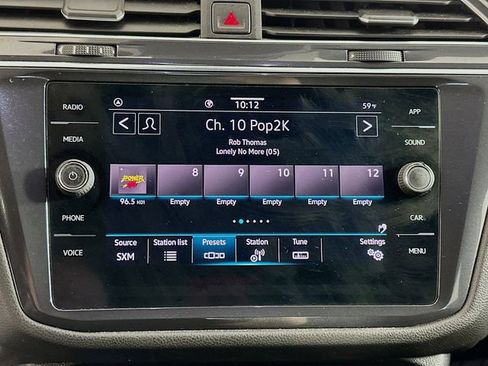 RADIO
MEDIA
PHONE
VOICE
10:12
59°F
Ch. 10 Pop2K
Rob Thomas
Lonely No More (05)
POWER
8 9 10 11 12
96.5 HD1 Empty Empty Empty Empty Empty
Source Station list Presets Station Tune Settings
SXM
APP
SOUND
CAR
MENU